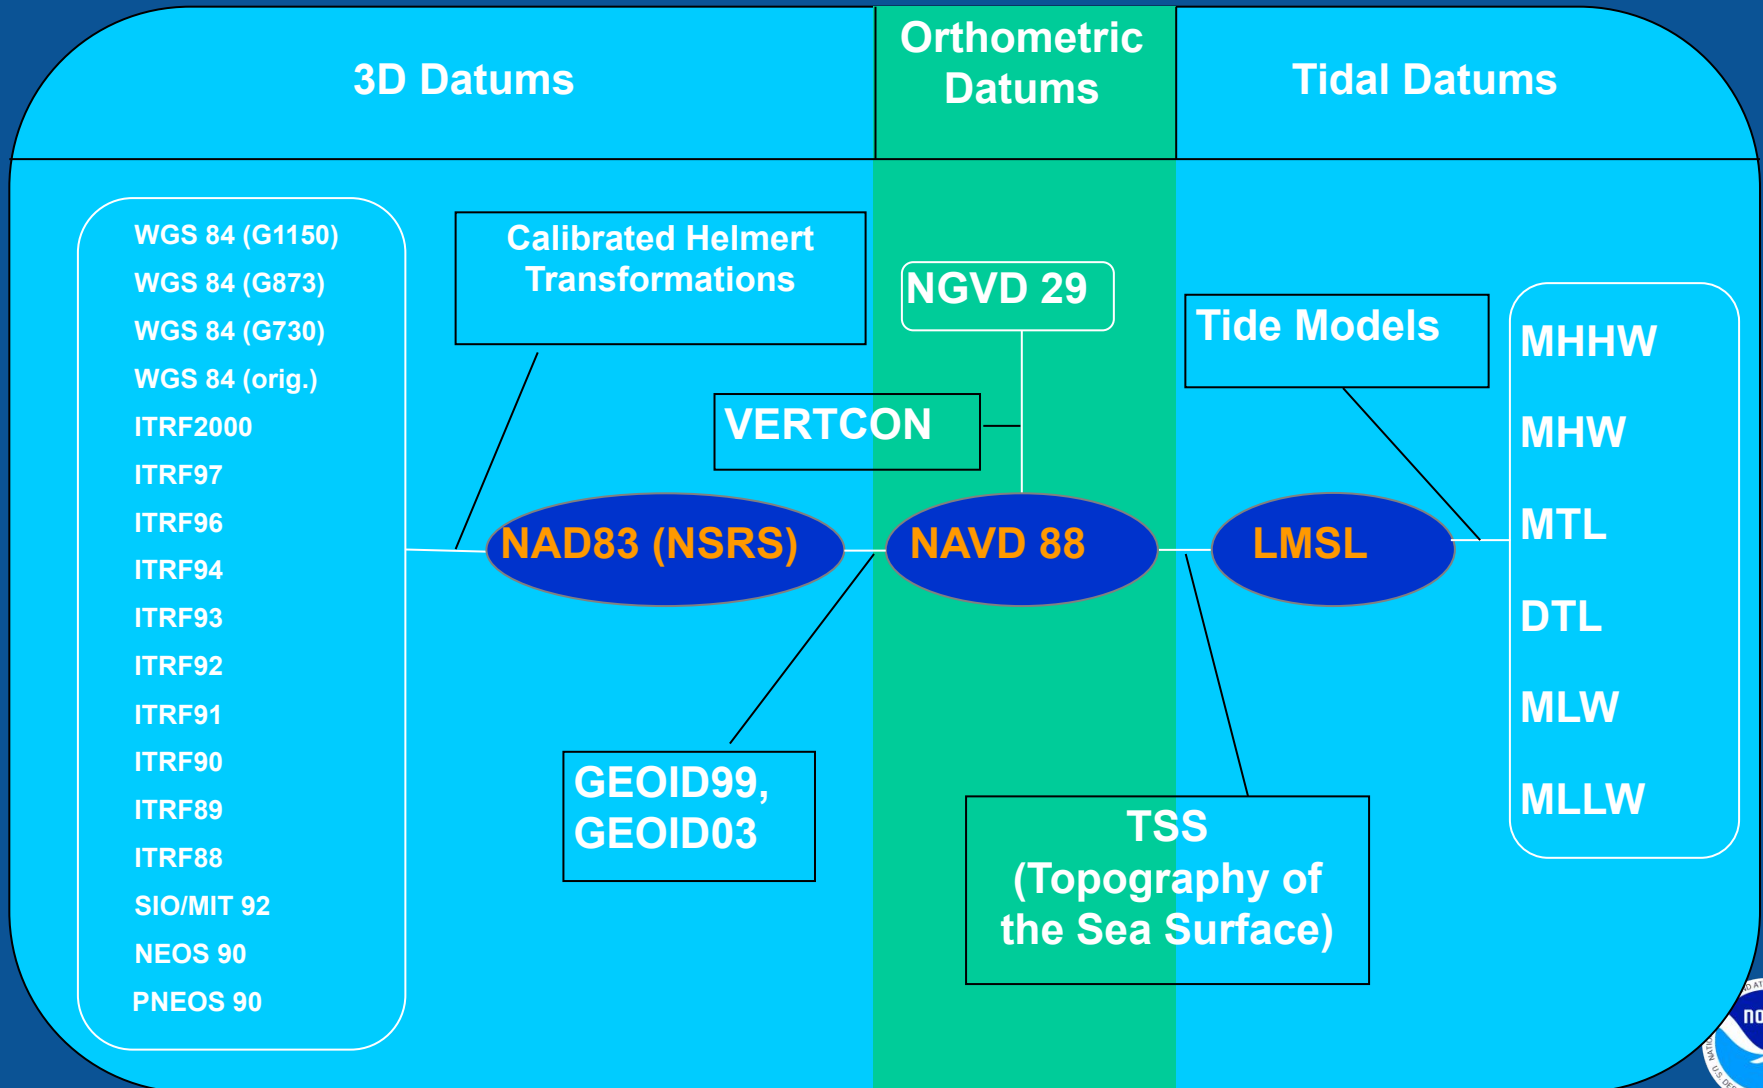 3D Datums
Orthometric
Datums
Tidal Datums
WGS 84 (G1150)
WGS 84 (G873)
WGS 84 (G730)
WGS 84 (orig.)
ITRF2000
ITRF97
ITRF96
ITRF94
ITRF93
ITRF92
ITRF91
ITRF90
ITRF89
ITRF88
SIO/MIT 92
NEOS 90
PNEOS 90
Calibrated Helmert
Transformations
NAD83 (NSRS)
GEOID99,
GEOID03
VERTCON
NGVD 29
NAVD 88
TSS
(Topography of
the Sea Surface)
Tide Models
LMSL
MHHW
MHW
MTL
DTL
MLW
MLLW